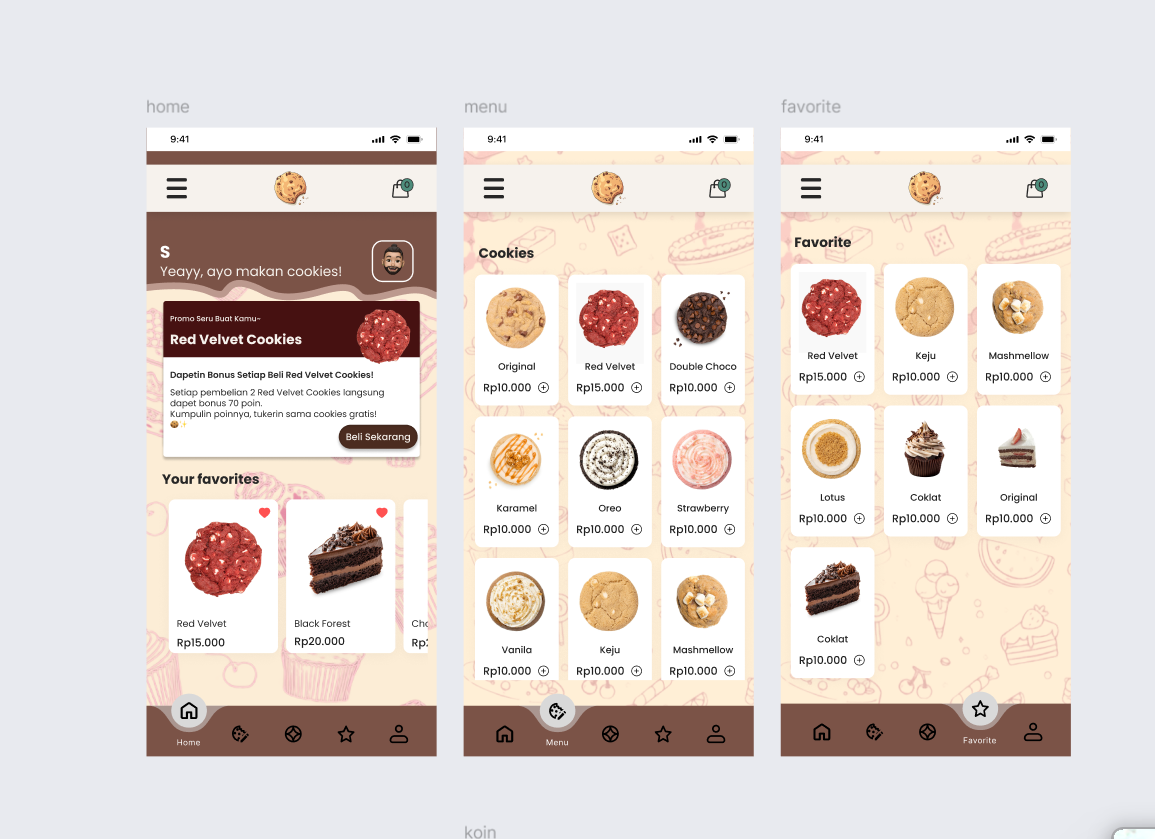 home
9:41
0
S
Yeayy, ayo makan cookies!
Promo Seru Buat Kamu~
Red Velvet Cookies
Dapetin Bonus Setiap Beli Red Velvet Cookies!
Setiap pembelian 2 Red Velvet Cookies langsung
dapet bonus 70 poin.
Kumpulin poinnya, tukerin sama cookies gratis!
🍪✨
Beli Sekarang
Your favorites
Red Velvet
Rp15.000
Black Forest
Rp20.000
Home
menu
9:41
0
Cookies
Original
Rp10.000
Red Velvet
Rp15.000
Double Choco
Rp10.000
Karamel
Rp10.000
Oreo
Rp10.000
Strawberry
Rp10.000
Vanila
Rp10.000
Keju
Rp10.000
Mashmellow
Rp10.000
Menu
favorite
9:41
0
Favorite
Red Velvet
Rp15.000
Keju
Rp10.000
Mashmellow
Rp10.000
Lotus
Rp10.000
Coklat
Rp10.000
Original
Rp10.000
Coklat
Rp10.000
Favorite
koin